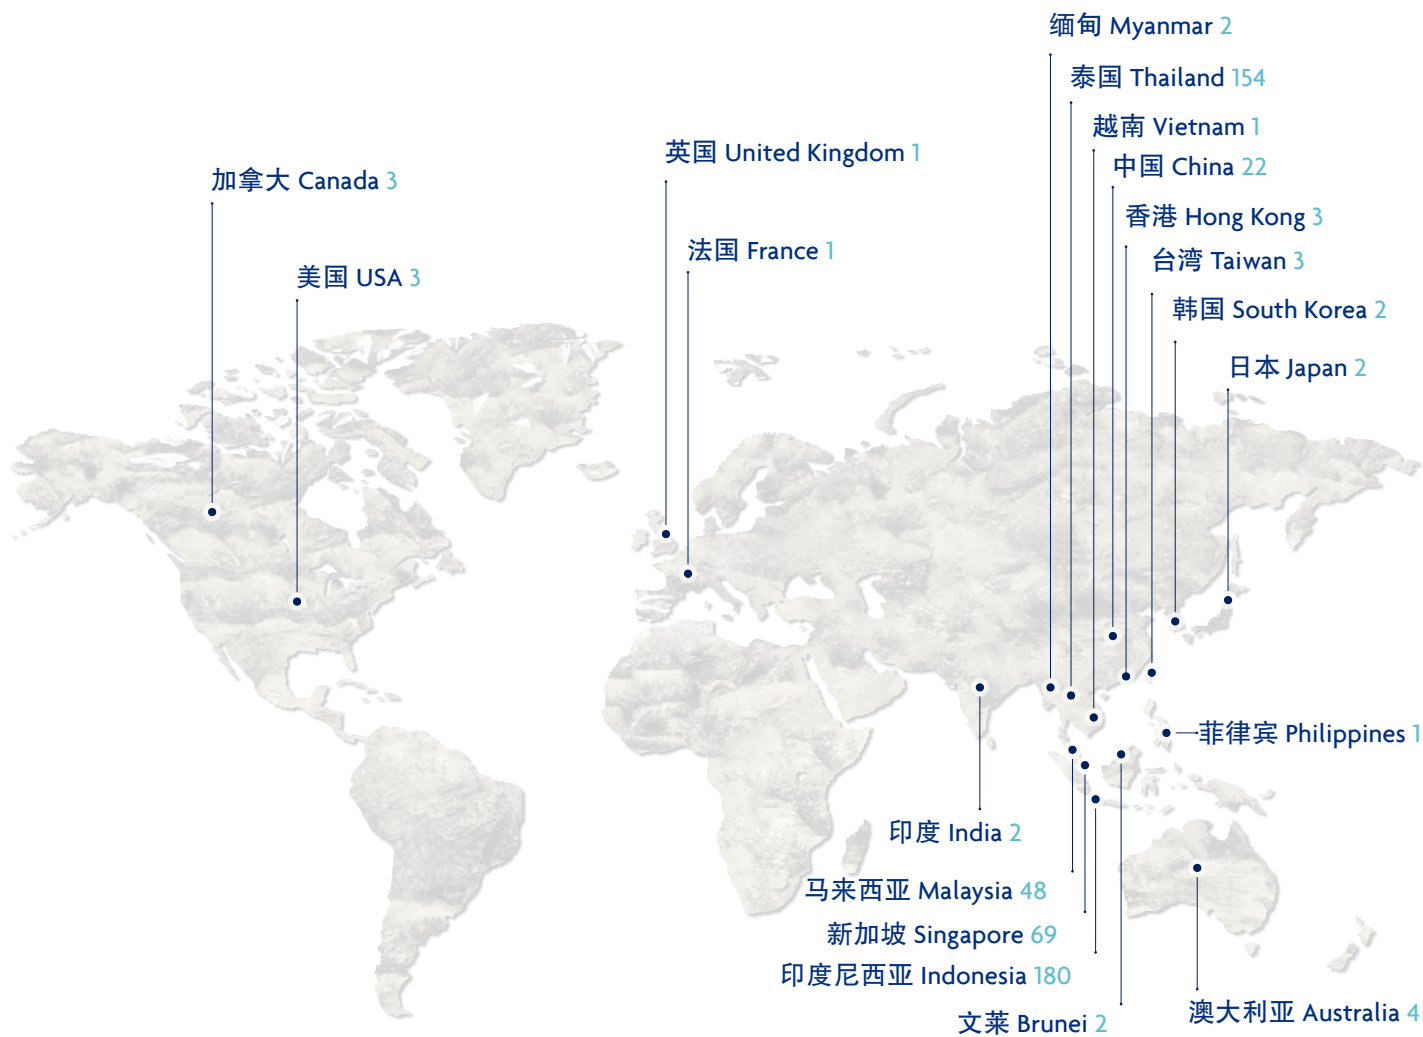 缅甸 Myanmar 2
泰国 Thailand 154
越南 Vietnam 1
英国 United Kingdom 1
中国 China 22
加拿大 Canada 3
香港 Hong Kong 3
法国 France 1
台湾 Taiwan 3
美国 USA 3
韩国 South Korea 2
日本 Japan 2
菲律宾 Philippines 1
印度 India 2
马来西亚 Malaysia 48
新加坡 Singapore 69
印度尼西亚 Indonesia 180
澳大利亚 Australia 4
文莱 Brunei 2